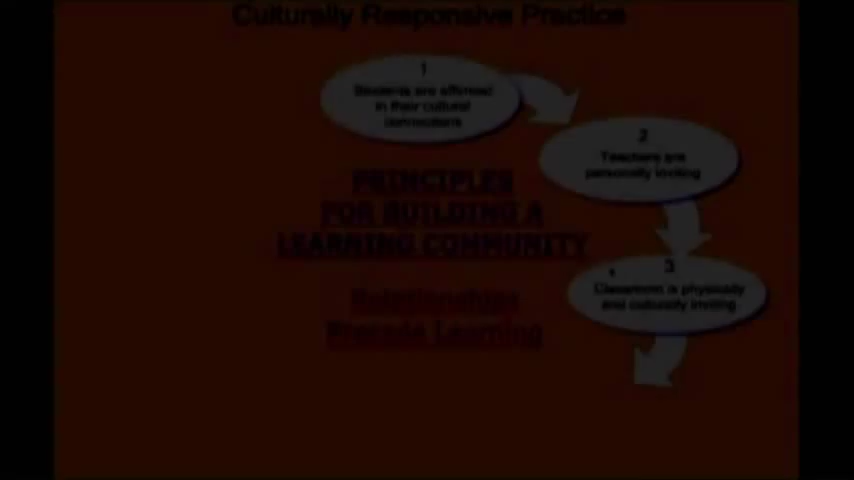 Culturally Responsive Practice
1
Students are affirmed
in their cultural
connections
2
Teachers are
personally inviting
PRINCIPLES
FOR BUILDING A
LEARNING COMMUNITY
3
Classroom is physically
and culturally inviting
Relationships
Precede Learning